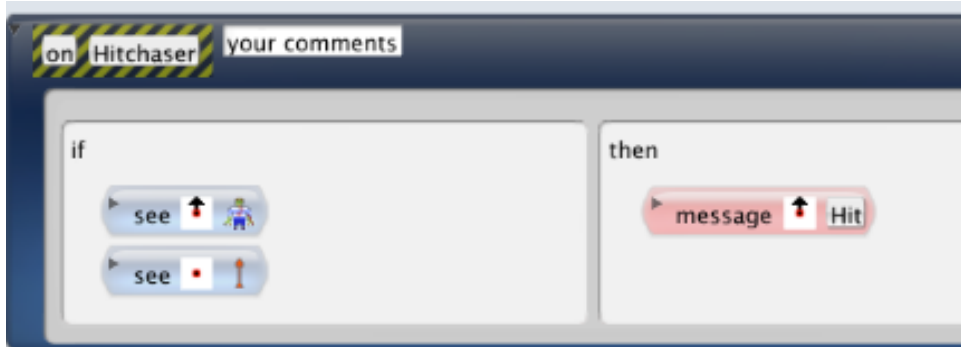 on Hitchaser your comments
if
then
see
message Hit
see